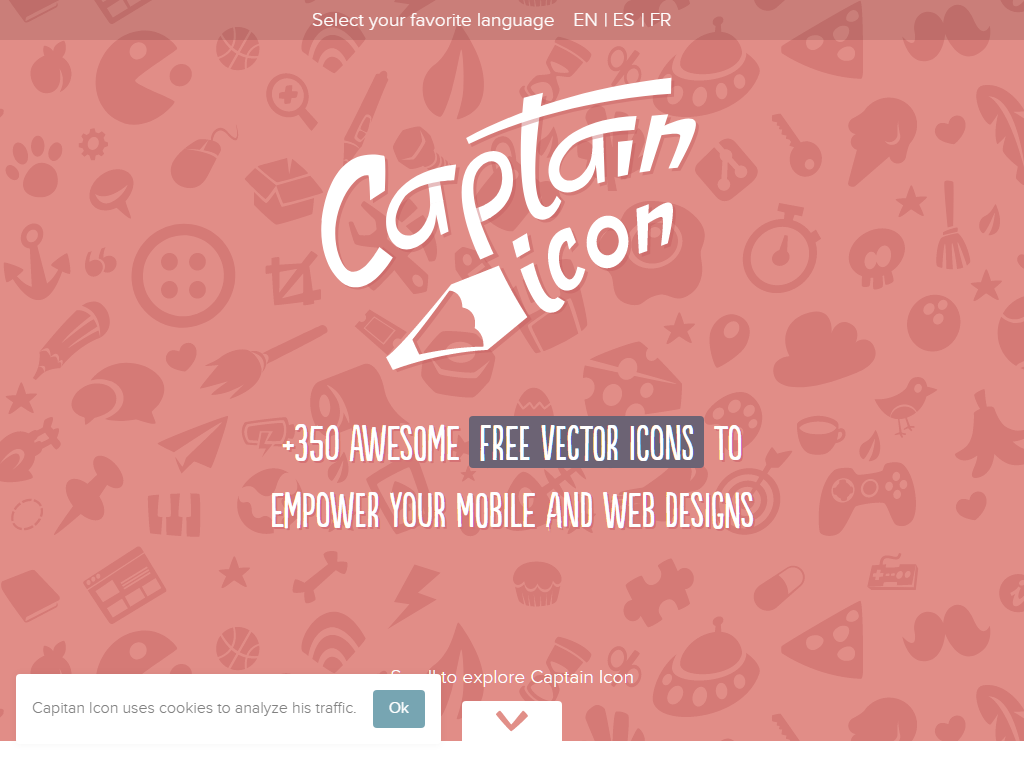 Select your favorite language EN | ES | FR
Captain
icon
+350 AWESOME FREE VECTOR ICONS TO
EMPOWER YOUR MOBILE AND WEB DESIGNS
Scroll to explore Captain Icon
Capitan Icon uses cookies to analyze his traffic. Ok